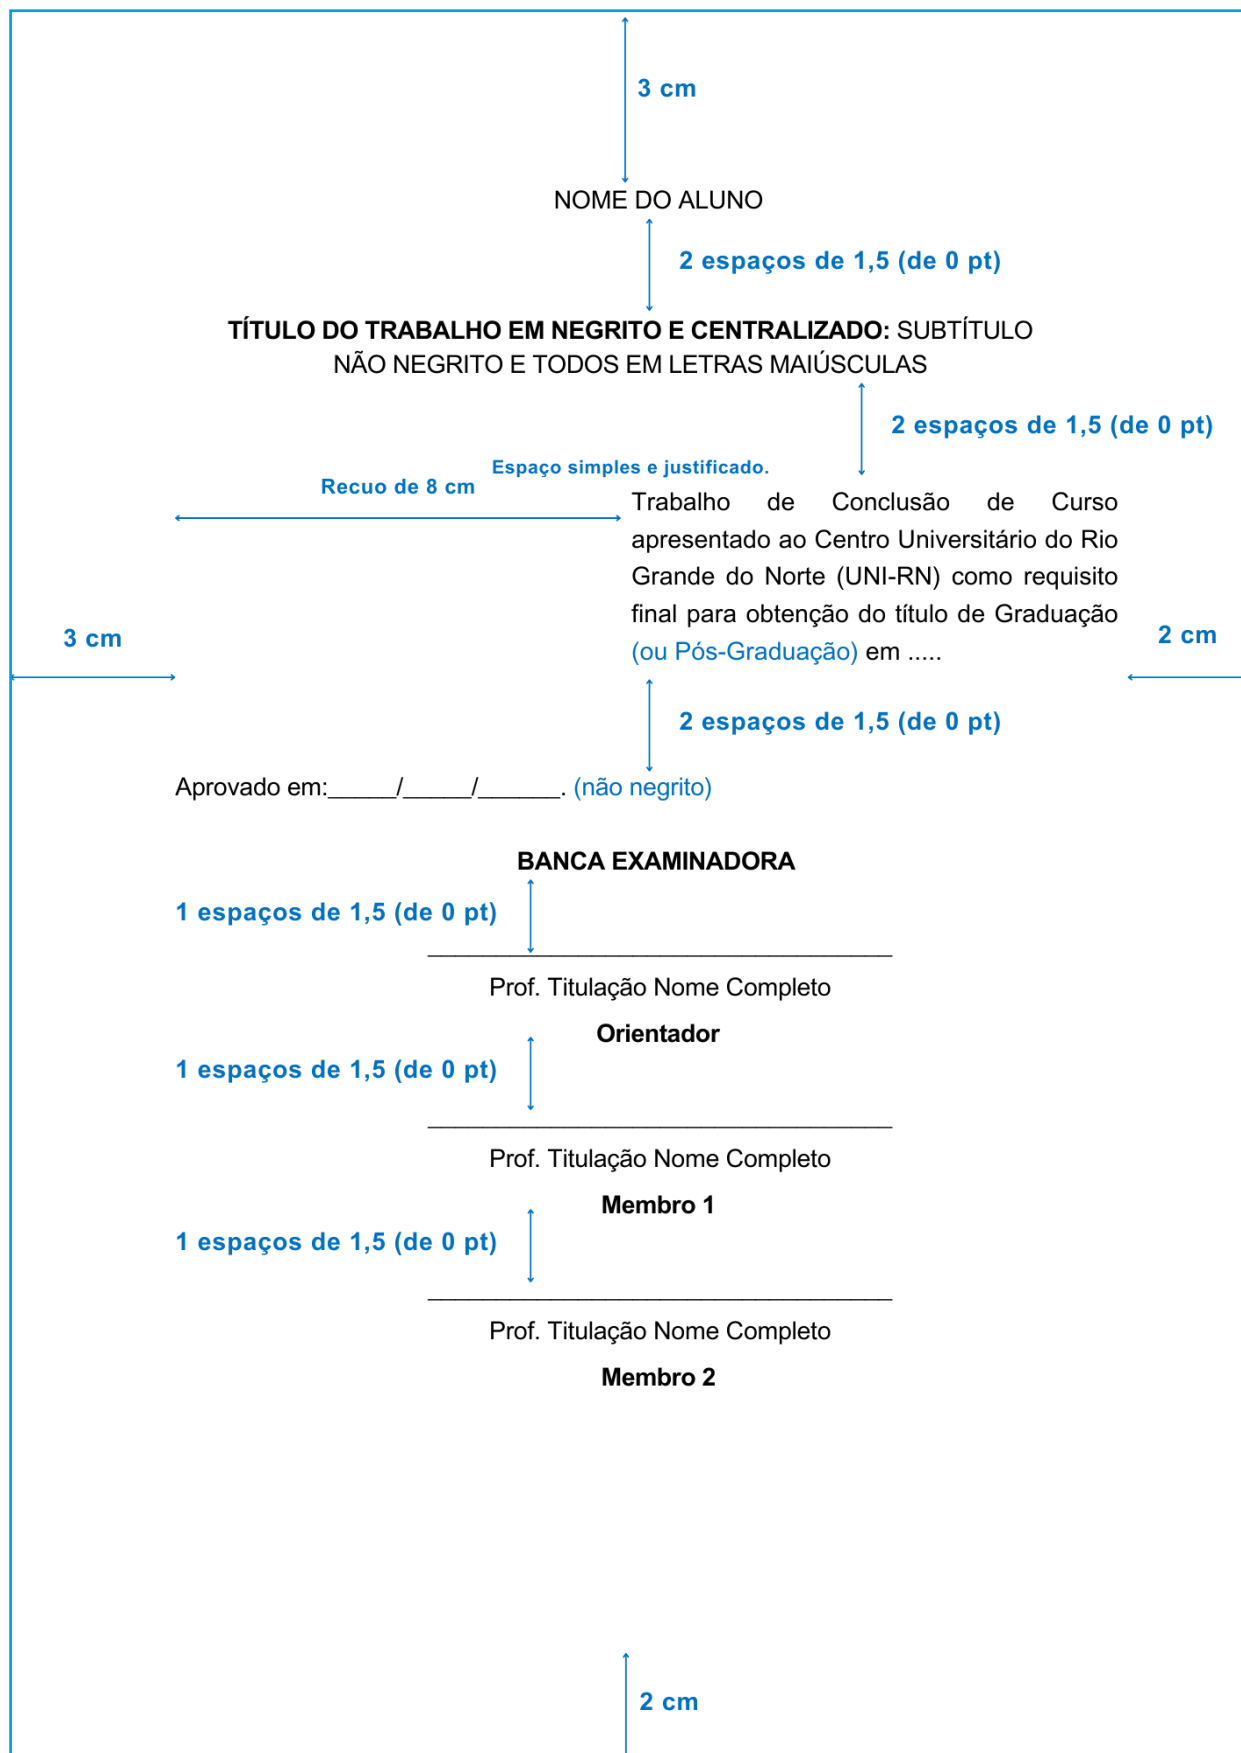 3 cm
NOME DO ALUNO
2 espaços de 1,5 (de 0 pt)
TÍTULO DO TRABALHO EM NEGRITO E CENTRALIZADO: SUBTÍTULO
NÃO NEGRITO E TODOS EM LETRAS MAIÚSCULAS
2 espaços de 1,5 (de 0 pt)
Espaço simples e justificado.
Recuo de 8 cm
Trabalho de Conclusão de Curso
apresentado ao Centro Universitário do Rio
Grande do Norte (UNI-RN) como requisito
final para obtenção do título de Graduação
(ou Pós-Graduação) em .....
3 cm
2 cm
2 espaços de 1,5 (de 0 pt)
Aprovado em:_____/_____/______. (não negrito)
BANCA EXAMINADORA
1 espaços de 1,5 (de 0 pt)
__________________________________
Prof. Titulação Nome Completo
Orientador
1 espaços de 1,5 (de 0 pt)
__________________________________
Prof. Titulação Nome Completo
Membro 1
1 espaços de 1,5 (de 0 pt)
__________________________________
Prof. Titulação Nome Completo
Membro 2
2 cm